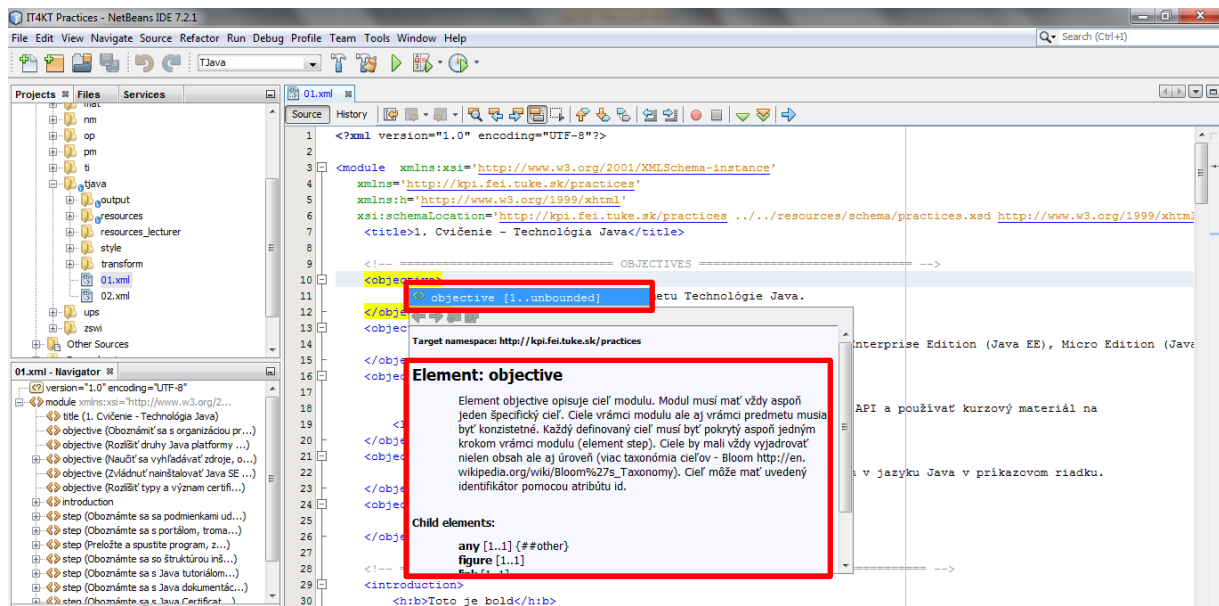 IT4KT Practices - NetBeans IDE 7.2.1
File Edit View Navigate Source Refactor Run Debug Profile Team Tools Window Help
Search (Ctrl+I)
TJava
Projects Files Services
nm
op
pm
ti
tjava
output
resources
resources_lecturer
style
transform
01.xml
02.xml
ups
zswi
Other Sources
01.xml - Navigator
version="1.0" encoding="UTF-8"
module xmlns:xsi="http://www.w3.org/2...
title (1. Cvičenie - Technológia Java)
objective (Oboznámiť sa s organizáciou pr...)
objective (Rozlíšiť druhy Java platformy ...)
objective (Naučiť sa vyhľadávať zdroje, o...)
objective (Zvládnuť nainštalovať Java SE ...)
objective (Rozlíšiť typy a význam certifi...)
introduction
step (Oboznámte sa sa podmienkami ud...)
step (Oboznámte sa s portálom, troma...)
step (Preložte a spustite program, z...)
step (Oboznámte sa so štruktúrou inš...)
step (Oboznámte sa s Java tutoriálom...)
step (Oboznámte sa s Java dokumentác...)
step (Oboznámte sa s Java Certificat...)
01.xml
Source History
1 <?xml version="1.0" encoding="UTF-8"?>
2
3 <module xmlns:xsi='http://www.w3.org/2001/XMLSchema-instance'
4 xmlns='http://kpi.fei.tuke.sk/practices'
5 xmlns:h='http://www.w3.org/1999/xhtml'
6 xsi:schemaLocation='http://kpi.fei.tuke.sk/practices ../../resources/schema/practices.xsd http://www.w3.org/1999/xhtml
7 <title>1. Cvičenie - Technológia Java</title>
8
9 <!-- ============================= OBJECTIVES ============================= -->
10 <objective>
objective [1..unbounded]
11 etu Technológie Java.
12 </obje
13 <objec
14 Enterprise Edition (Java EE), Micro Edition (Java
15 </obje
16 <objec
17
18 API a používať kurzový materiál na
19 <l
20 </obje
21 <objec
22 v jazyku Java v príkazovom riadku.
23 </obje
24 <objec
25
26 </obje
27
28 <!-- = ============= -->
29 <introduction>
30 <h:b>Toto je bold</h:b>
Target namespace: http://kpi.fei.tuke.sk/practices
Element: objective
Element objective opisuje cieľ modulu. Modul musí mať vždy aspoň
jeden špecifický cieľ. Ciele vrámci modulu ale aj vrámci predmetu musia
byť konzistetné. Každý definovaný cieľ musí byť pokrytý aspoň jedným
krokom vrámci modulu (element step). Ciele by mali vždy vyjadrovať
nielen obsah ale aj úroveň (viac taxonómia cieľov - Bloom http://en.
wikipedia.org/wiki/Bloom%27s_Taxonomy). Cieľ môže mať uvedený
identifikátor pomocou atribútu id.
Child elements:
any [1..1] {##other}
figure [1..1]